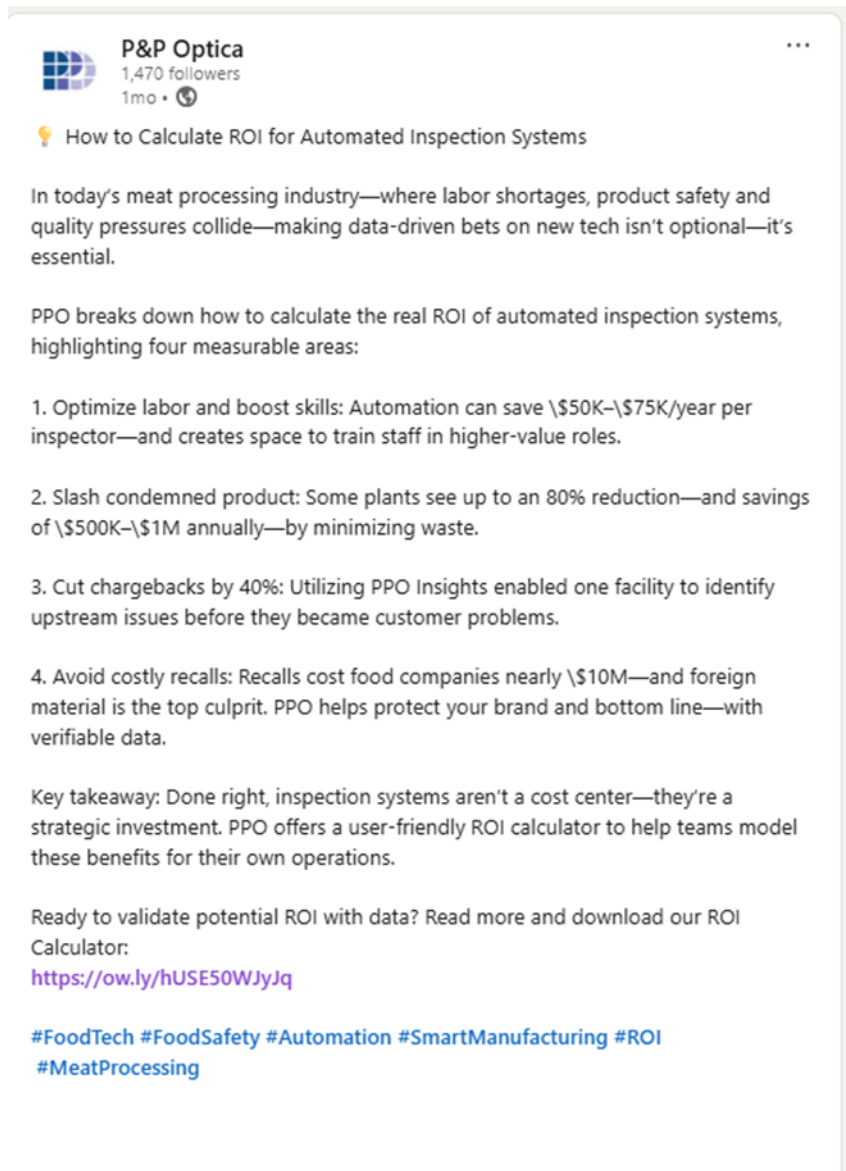 P&P Optica
1,470 followers
1mo •
💡 How to Calculate ROI for Automated Inspection Systems
In today's meat processing industry—where labor shortages, product safety and
quality pressures collide—making data-driven bets on new tech isn't optional—it's
essential.
PPO breaks down how to calculate the real ROI of automated inspection systems,
highlighting four measurable areas:
1. Optimize labor and boost skills: Automation can save \$50K–\$75K/year per
inspector—and creates space to train staff in higher-value roles.
2. Slash condemned product: Some plants see up to an 80% reduction—and savings
of \$500K–\$1M annually—by minimizing waste.
3. Cut chargebacks by 40%: Utilizing PPO Insights enabled one facility to identify
upstream issues before they became customer problems.
4. Avoid costly recalls: Recalls cost food companies nearly \$10M—and foreign
material is the top culprit. PPO helps protect your brand and bottom line—with
verifiable data.
Key takeaway: Done right, inspection systems aren't a cost center—they're a
strategic investment. PPO offers a user-friendly ROI calculator to help teams model
these benefits for their own operations.
Ready to validate potential ROI with data? Read more and download our ROI
Calculator:
https://ow.ly/hUSE50WJyJq
#FoodTech #FoodSafety #Automation #SmartManufacturing #ROI
#MeatProcessing